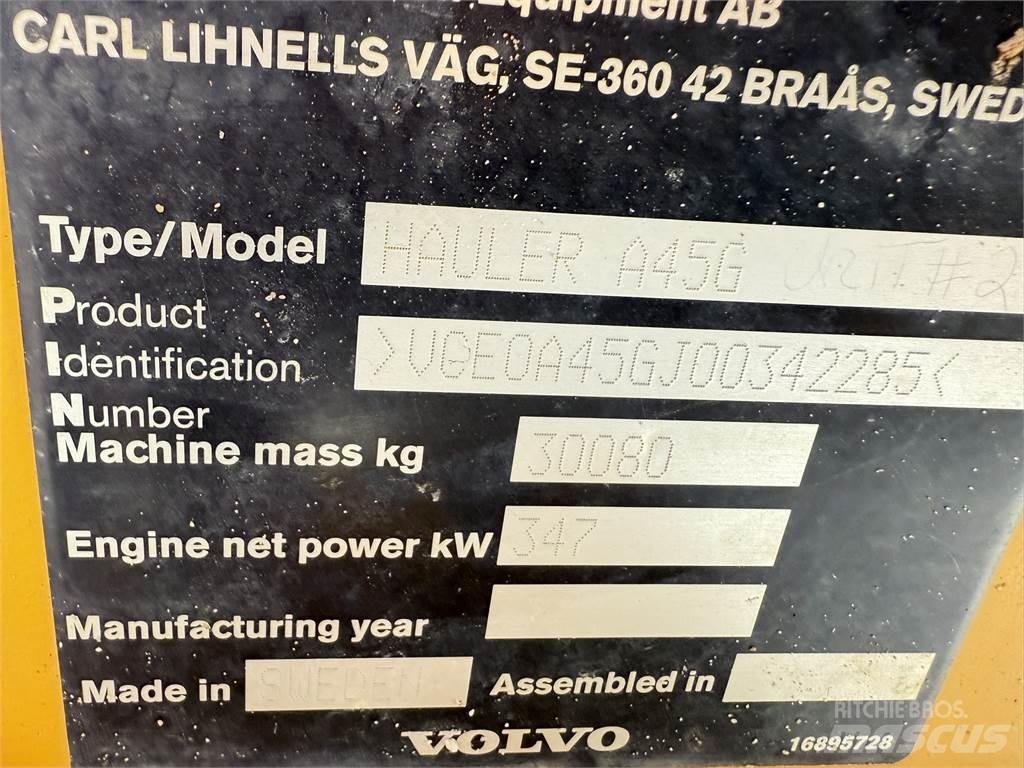 Equipment AB
CARL LIHNELLS VÄG, SE-360 42 BRAÅS, SWED
Type/Model HAULER A45G #2
Product
Identification >VCE0A45GJ00342285<
Number
Machine mass kg 30080
Engine net power kW 347
Manufacturing year
Made in SWEDEN Assembled in
VOLVO 16895728
RITCHIE BROS.
MASCUS